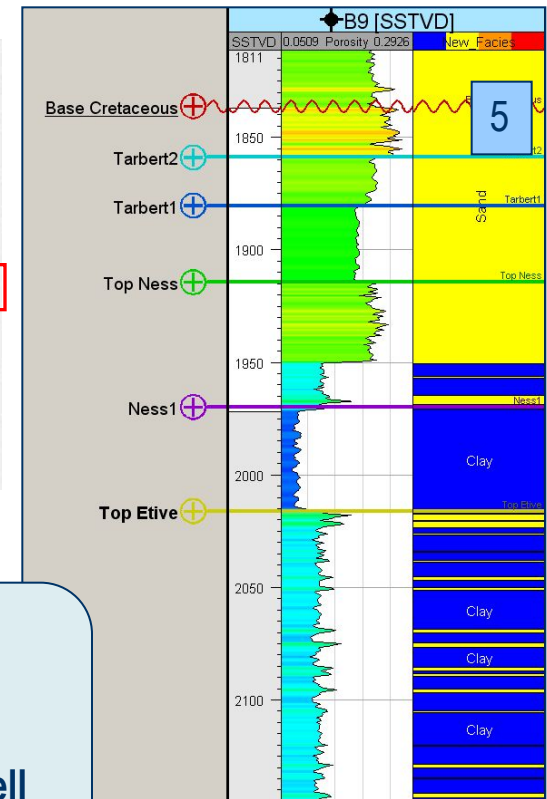 B9 [SSTVD]
SSTVD 0.0509 Porosity 0.2926 New_Facies
1811
Base Cretaceous
5
1850
Tarbert2
Tarbert1
Tarbert1
Sand
1900
Top Ness
Top Ness
1950
Ness1
Ness1
Clay
2000
Top Etive
Top Etive
2050
Clay
Clay
2100
Clay
ell